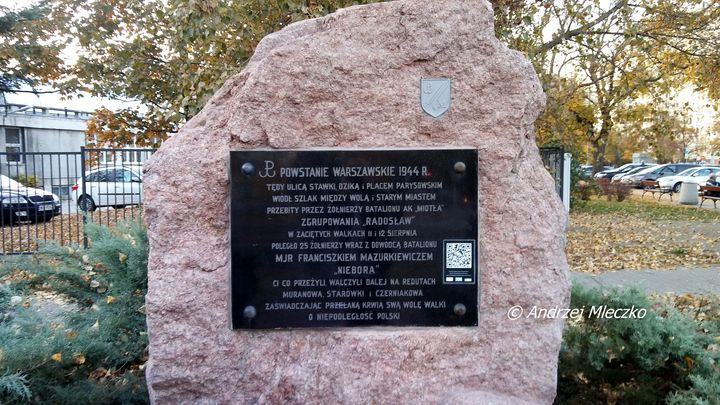 POWSTANIE WARSZAWSKIE 1944 R.
TĘDY ULICĄ STAWKI, DZIKĄ I PLACEM PARYSOWSKIM
WIÓDŁ SZLAK MIĘDZY WOLĄ I STARYM MIASTEM
PRZEBITY PRZEZ ŻOŁNIERZY BATALIONU AK „MIOTŁA"
ZGRUPOWANIA „RADOSŁAW"
W ZACIĘTYCH WALKACH 11 I 12 SIERPNIA
POLEGŁO 25 ŻOŁNIERZY WRAZ Z DOWÓDCĄ BATALIONU
MJR FRANCISZKIEM MAZURKIEWICZEM
„NIEBORA"
CI CO PRZEŻYLI WALCZYLI DALEJ NA REDUTACH
MURANOWA, STARÓWKI I CZERNIAKOWA
ZAŚWIADCZAJĄC PRZELANĄ KRWIĄ SWĄ WOLĘ WALKI
O NIEPODLEGŁOŚĆ POLSKI
© Andrzej Mleczko